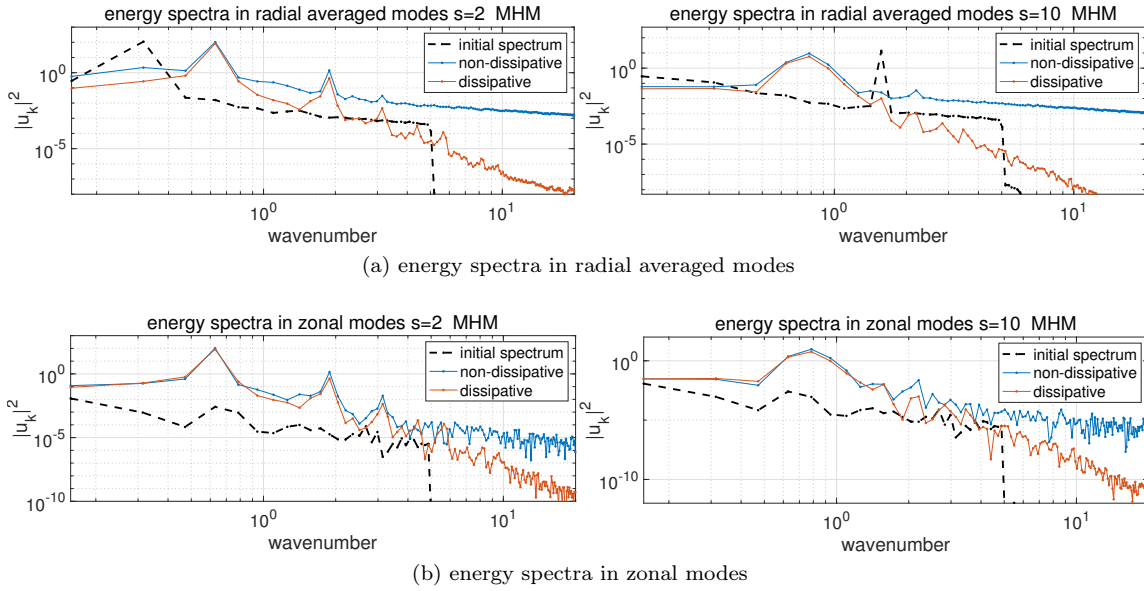 energy spectra in radial averaged modes s=2 MHM
energy spectra in radial averaged modes s=10 MHM
initial spectrum
non-dissipative
dissipative
initial spectrum
non-dissipative
dissipative
|u_k|^2
10^0
10^-5
10^0
10^1
wavenumber
|u_k|^2
10^0
10^-5
10^0
10^1
wavenumber
(a) energy spectra in radial averaged modes
energy spectra in zonal modes s=2 MHM
energy spectra in zonal modes s=10 MHM
initial spectrum
non-dissipative
dissipative
initial spectrum
non-dissipative
dissipative
|u_k|^2
10^0
10^-5
10^-10
10^0
10^1
wavenumber
|u_k|^2
10^0
10^-10
10^0
10^1
wavenumber
(b) energy spectra in zonal modes